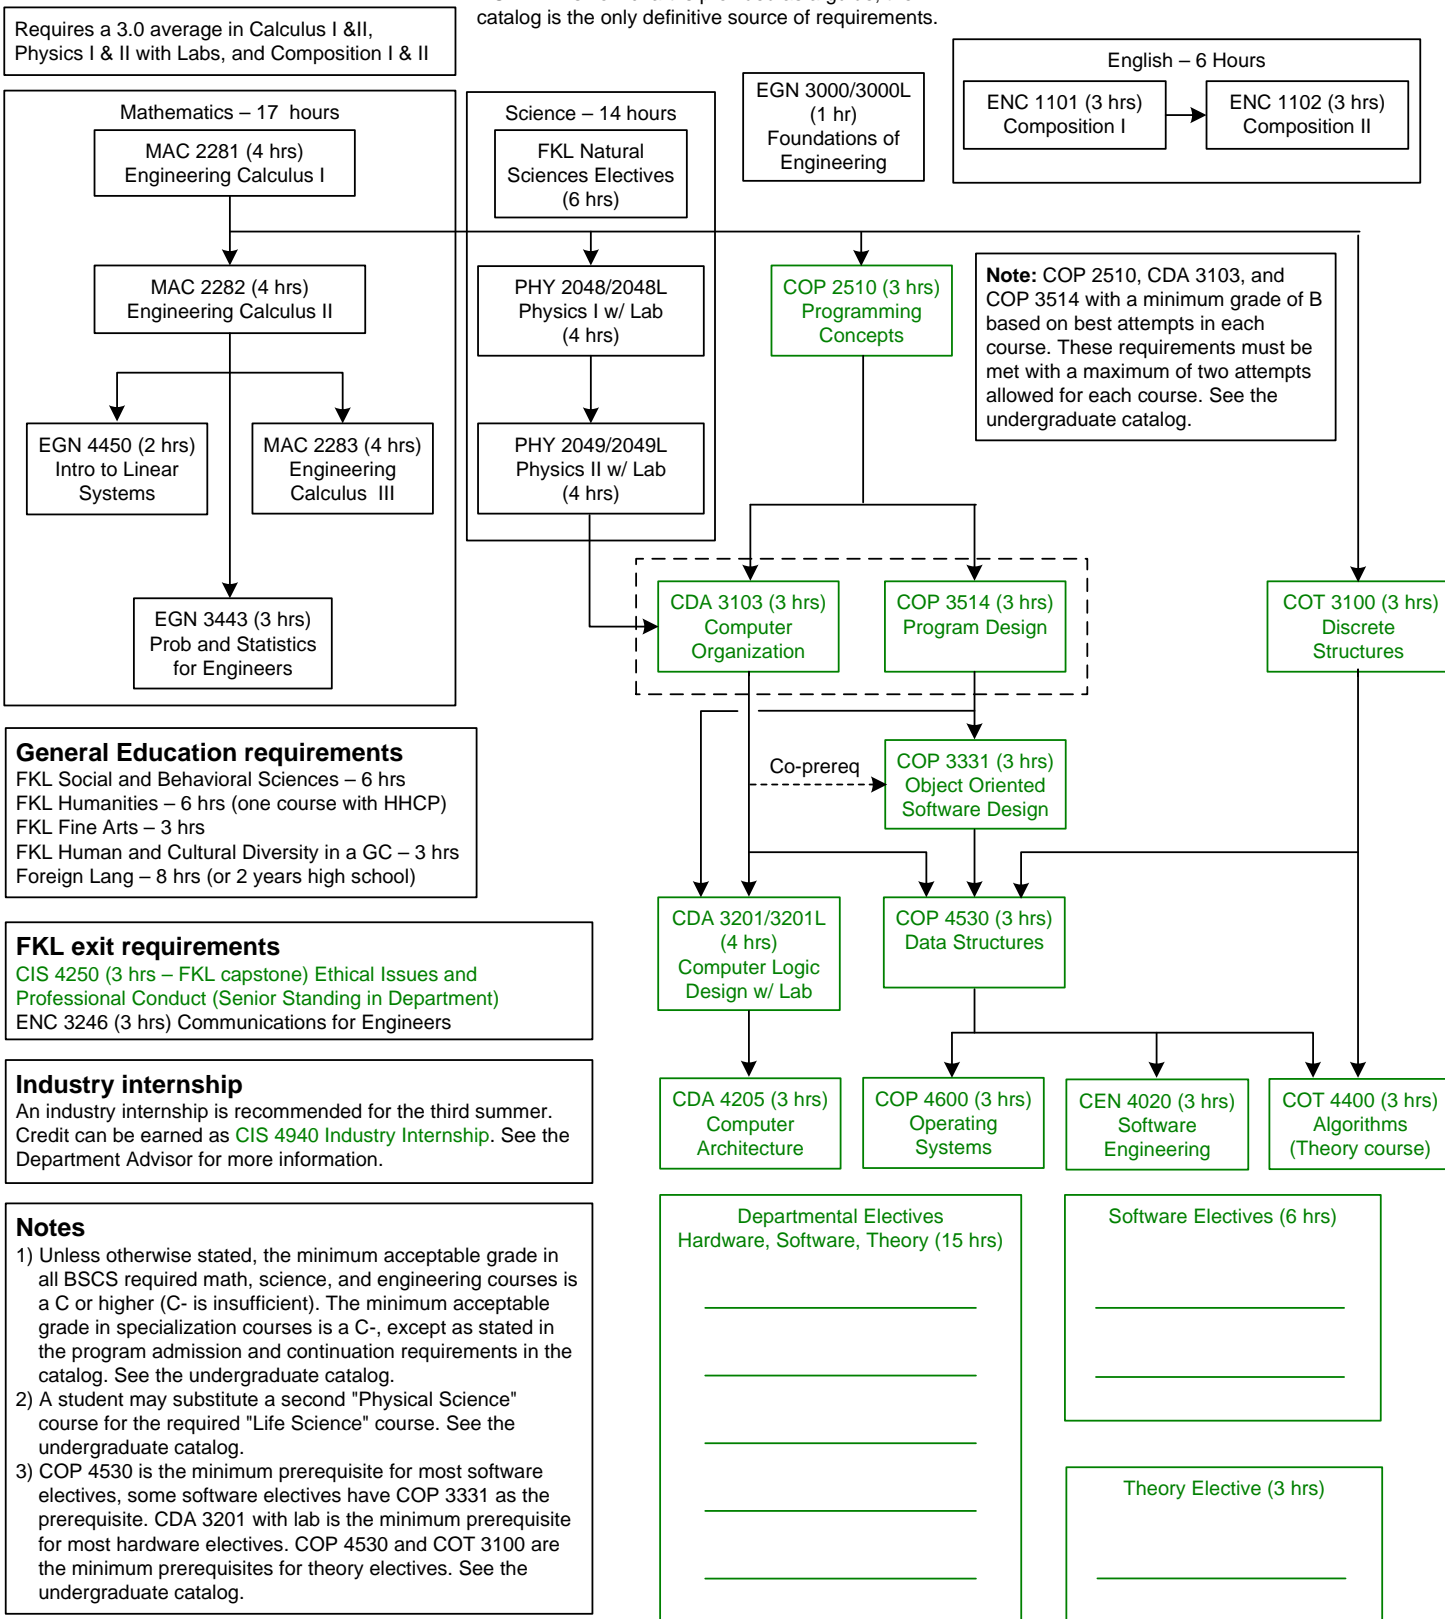 catalog is the only definitive source of requirements.
Requires a 3.0 average in Calculus I &II,
Physics I & II with Labs, and Composition I & II
Mathematics – 17 hours
MAC 2281 (4 hrs)
Engineering Calculus I
MAC 2282 (4 hrs)
Engineering Calculus II
EGN 4450 (2 hrs)
Intro to Linear
Systems
MAC 2283 (4 hrs)
Engineering
Calculus III
EGN 3443 (3 hrs)
Prob and Statistics
for Engineers
Science – 14 hours
FKL Natural
Sciences Electives
(6 hrs)
PHY 2048/2048L
Physics I w/ Lab
(4 hrs)
PHY 2049/2049L
Physics II w/ Lab
(4 hrs)
EGN 3000/3000L
(1 hr)
Foundations of
Engineering
English – 6 Hours
ENC 1101 (3 hrs)
Composition I
ENC 1102 (3 hrs)
Composition II
COP 2510 (3 hrs)
Programming
Concepts
Note: COP 2510, CDA 3103, and
COP 3514 with a minimum grade of B
based on best attempts in each
course. These requirements must be
met with a maximum of two attempts
allowed for each course. See the
undergraduate catalog.
CDA 3103 (3 hrs)
Computer
Organization
COP 3514 (3 hrs)
Program Design
COT 3100 (3 hrs)
Discrete
Structures
Co-prereq
COP 3331 (3 hrs)
Object Oriented
Software Design
CDA 3201/3201L
(4 hrs)
Computer Logic
Design w/ Lab
COP 4530 (3 hrs)
Data Structures
CDA 4205 (3 hrs)
Computer
Architecture
COP 4600 (3 hrs)
Operating
Systems
CEN 4020 (3 hrs)
Software
Engineering
COT 4400 (3 hrs)
Algorithms
(Theory course)
General Education requirements
FKL Social and Behavioral Sciences – 6 hrs
FKL Humanities – 6 hrs (one course with HHCP)
FKL Fine Arts – 3 hrs
FKL Human and Cultural Diversity in a GC – 3 hrs
Foreign Lang – 8 hrs (or 2 years high school)
FKL exit requirements
CIS 4250 (3 hrs – FKL capstone) Ethical Issues and
Professional Conduct (Senior Standing in Department)
ENC 3246 (3 hrs) Communications for Engineers
Industry internship
An industry internship is recommended for the third summer.
Credit can be earned as CIS 4940 Industry Internship. See the
Department Advisor for more information.
Notes
1) Unless otherwise stated, the minimum acceptable grade in
all BSCS required math, science, and engineering courses is
a C or higher (C- is insufficient). The minimum acceptable
grade in specialization courses is a C-, except as stated in
the program admission and continuation requirements in the
catalog. See the undergraduate catalog.
2) A student may substitute a second "Physical Science"
course for the required "Life Science" course. See the
undergraduate catalog.
3) COP 4530 is the minimum prerequisite for most software
electives, some software electives have COP 3331 as the
prerequisite. CDA 3201 with lab is the minimum prerequisite
for most hardware electives. COP 4530 and COT 3100 are
the minimum prerequisites for theory electives. See the
undergraduate catalog.
Departmental Electives
Hardware, Software, Theory (15 hrs)
Software Electives (6 hrs)
Theory Elective (3 hrs)